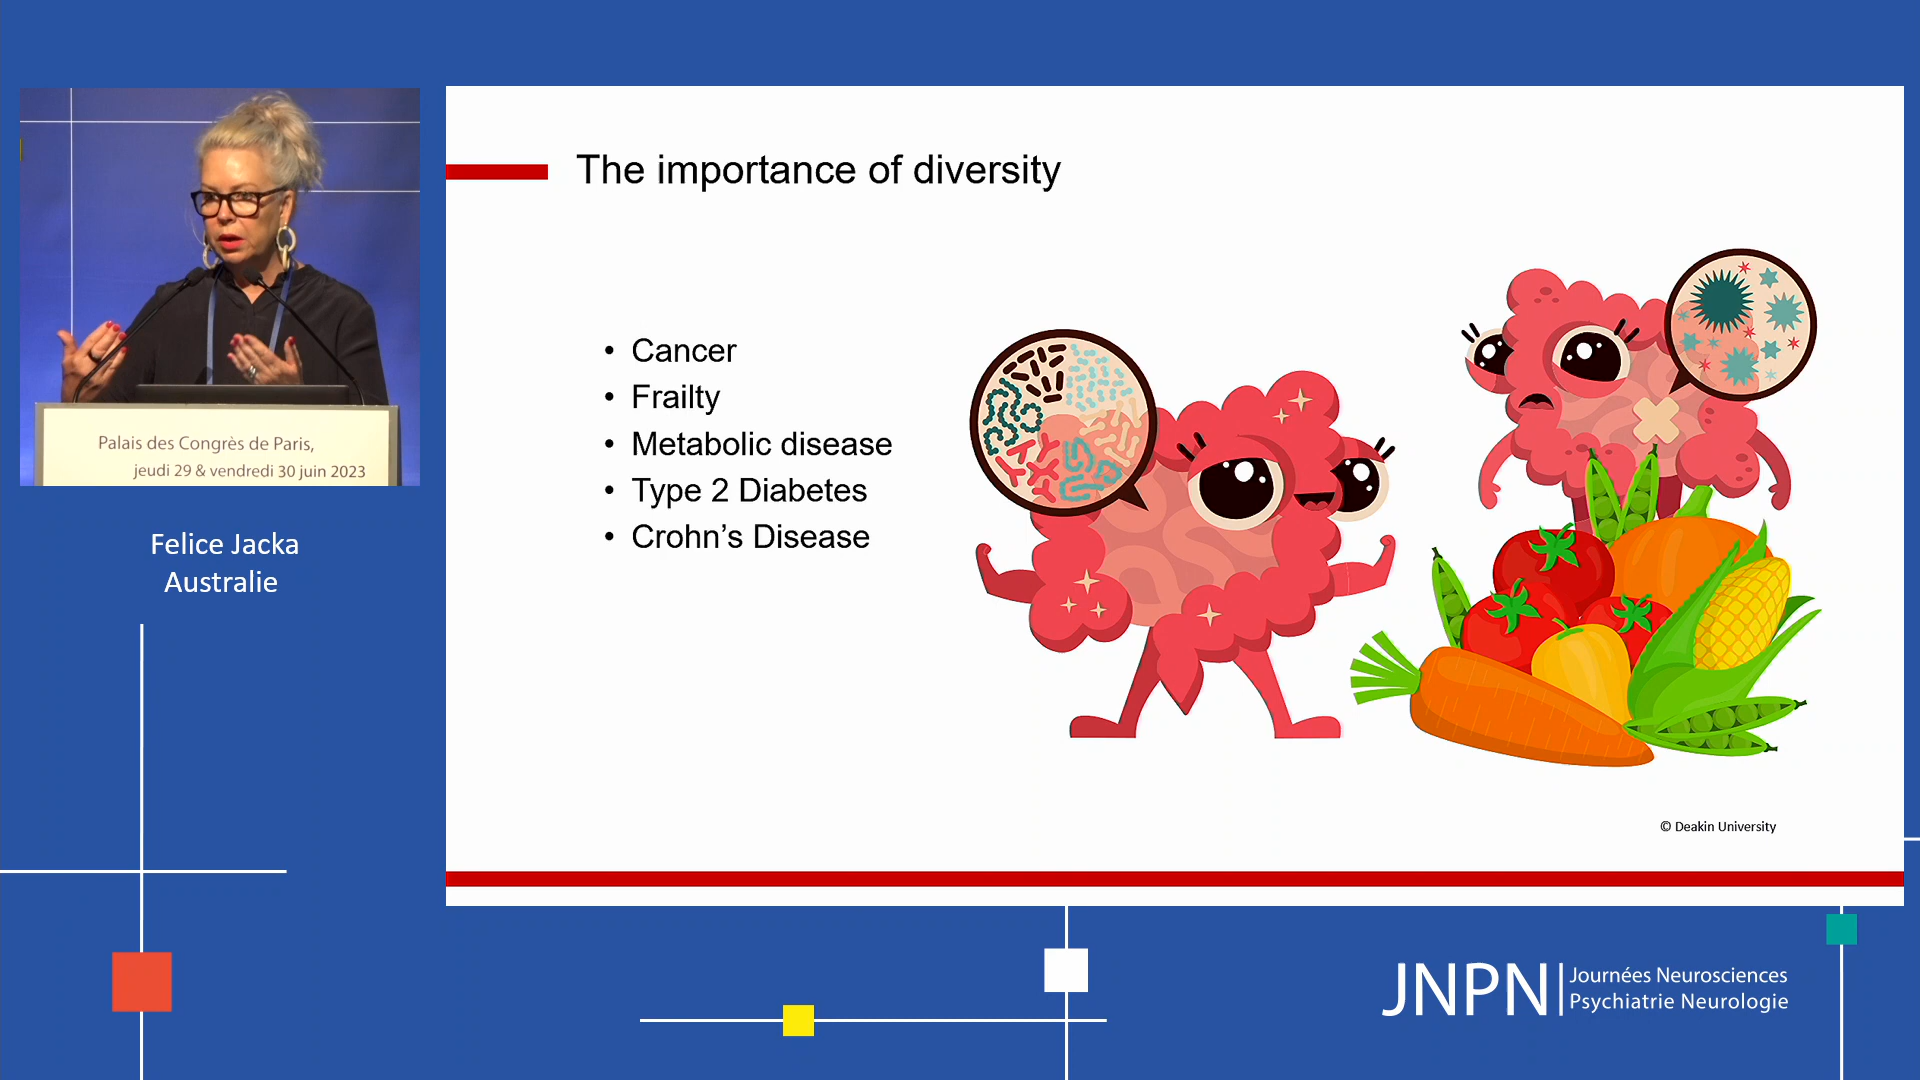 Palais des Congrès de Paris,
jeudi 29 & vendredi 30 juin 2023
Felice Jacka
Australie
The importance of diversity
• Cancer
• Frailty
• Metabolic disease
• Type 2 Diabetes
• Crohn’s Disease
© Deakin University
JNPN
Journées Neurosciences
Psychiatrie Neurologie